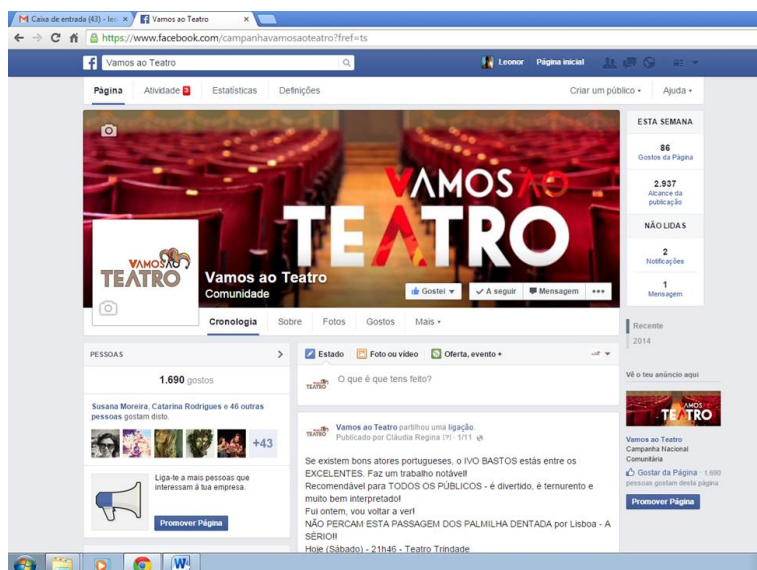 Caixa de entrada (43) - leo
Vamos ao Teatro
https://www.facebook.com/campanhavamosaoteatro?fref=ts
Vamos ao Teatro
Leonor
Página inicial
Página
Atividade 3
Estatísticas
Definições
Criar um público
Ajuda
VAMOS AO
TEATRO
VAMOS AO
TEATRO
Vamos ao Teatro
Comunidade
Gostei
A seguir
Mensagem
Cronologia
Sobre
Fotos
Gostos
Mais
PESSOAS
1.690 gostos
Susana Moreira, Catarina Rodrigues e 46 outras
pessoas gostam disto.
+43
Liga-te a mais pessoas que
interessam à tua empresa.
Promover Página
Estado
Foto ou vídeo
Oferta, evento +
TEATRO
O que é que tens feito?
TEATRO
Vamos ao Teatro partilhou uma ligação.
Publicado por Cláudia Regina [?] · 1/11
Se existem bons atores portugueses, o IVO BASTOS estás entre os
EXCELENTES. Faz um trabalho notável!
Recomendável para TODOS OS PÚBLICOS - é divertido, é ternurento e
muito bem interpretado!
Fui ontem, vou voltar a ver!
NÃO PERCAM ESTA PASSAGEM DOS PALMILHA DENTADA por Lisboa - A
SÉRIO!!
Hoje (Sábado) - 21h46 - Teatro Trindade
ESTA SEMANA
86
Gostos da Página
2.937
Alcance da
publicação
NÃO LIDAS
2
Notificações
1
Mensagem
Recente
2014
Vê o teu anúncio aqui
VAMOS AO
TEATRO
Vamos ao Teatro
Campanha Nacional
Comunitária
Gostar da Página · 1.690
pessoas gostam desta página
Promover Página